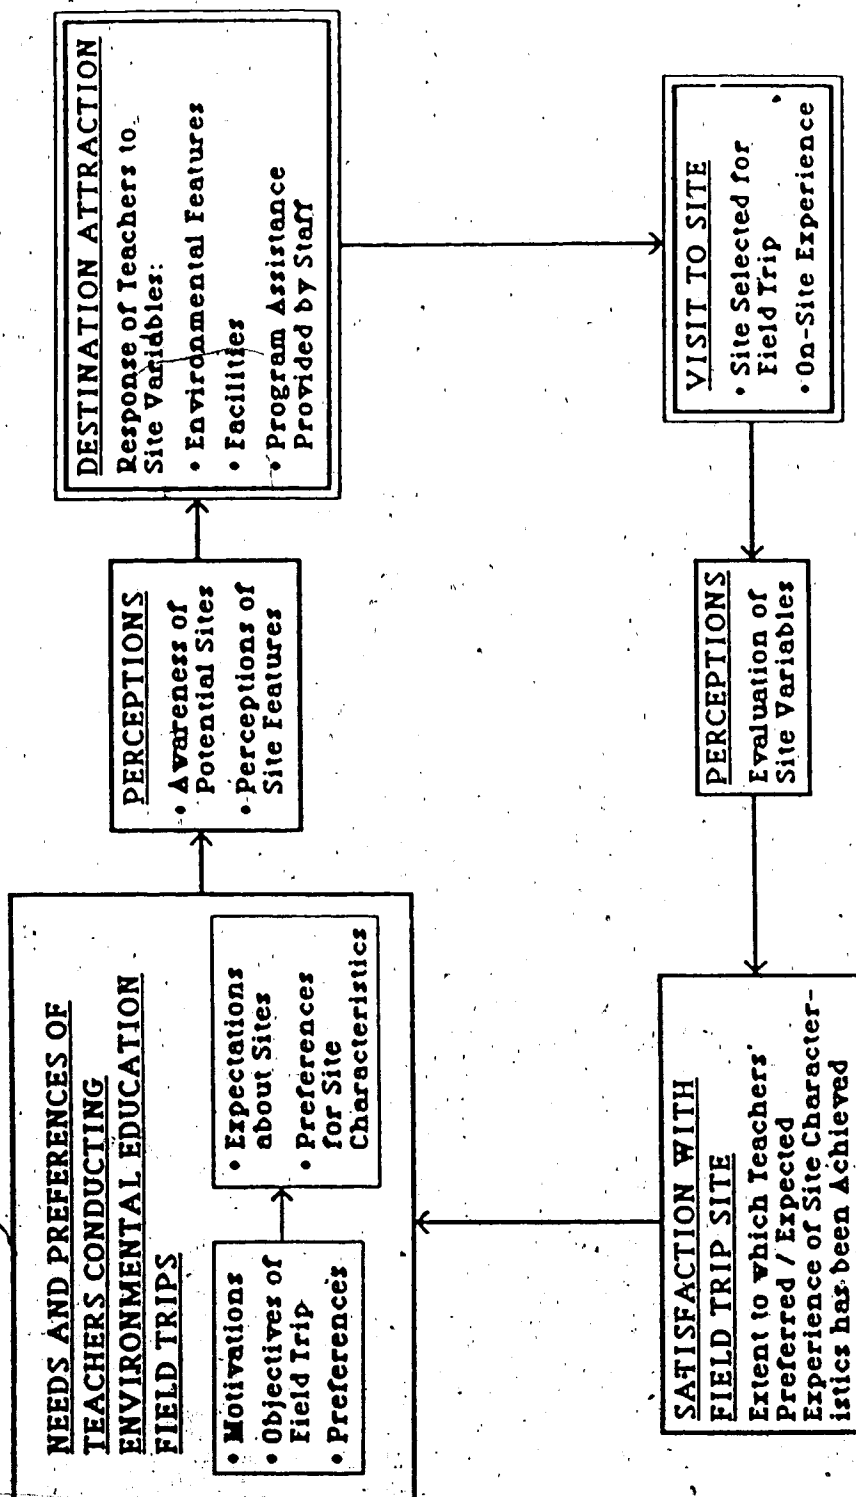 NEEDS AND PREFERENCES OF
TEACHERS CONDUCTING
ENVIRONMENTAL EDUCATION
FIELD TRIPS
• Motivations
• Objectives of
Field Trip
• Preferences
• Expectations
about Sites
• Preferences
for Site
Characteristics
PERCEPTIONS
• Awareness of
Potential Sites
• Perceptions of
Site Features
DESTINATION ATTRACTION
Response of Teachers to
Site Variables:
• Environmental Features
• Facilities
• Program Assistance
Provided by Staff
VISIT TO SITE
• Site Selected for
Field Trip
• On-Site Experience
PERCEPTIONS
Evaluation of
Site Variables
SATISFACTION WITH
FIELD TRIP SITE
Extent to which Teachers'
Preferred / Expected
Experience of Site Character-
istics has been Achieved